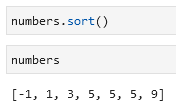 numbers.sort()
numbers
[-1, 1, 3, 5, 5, 5, 9]